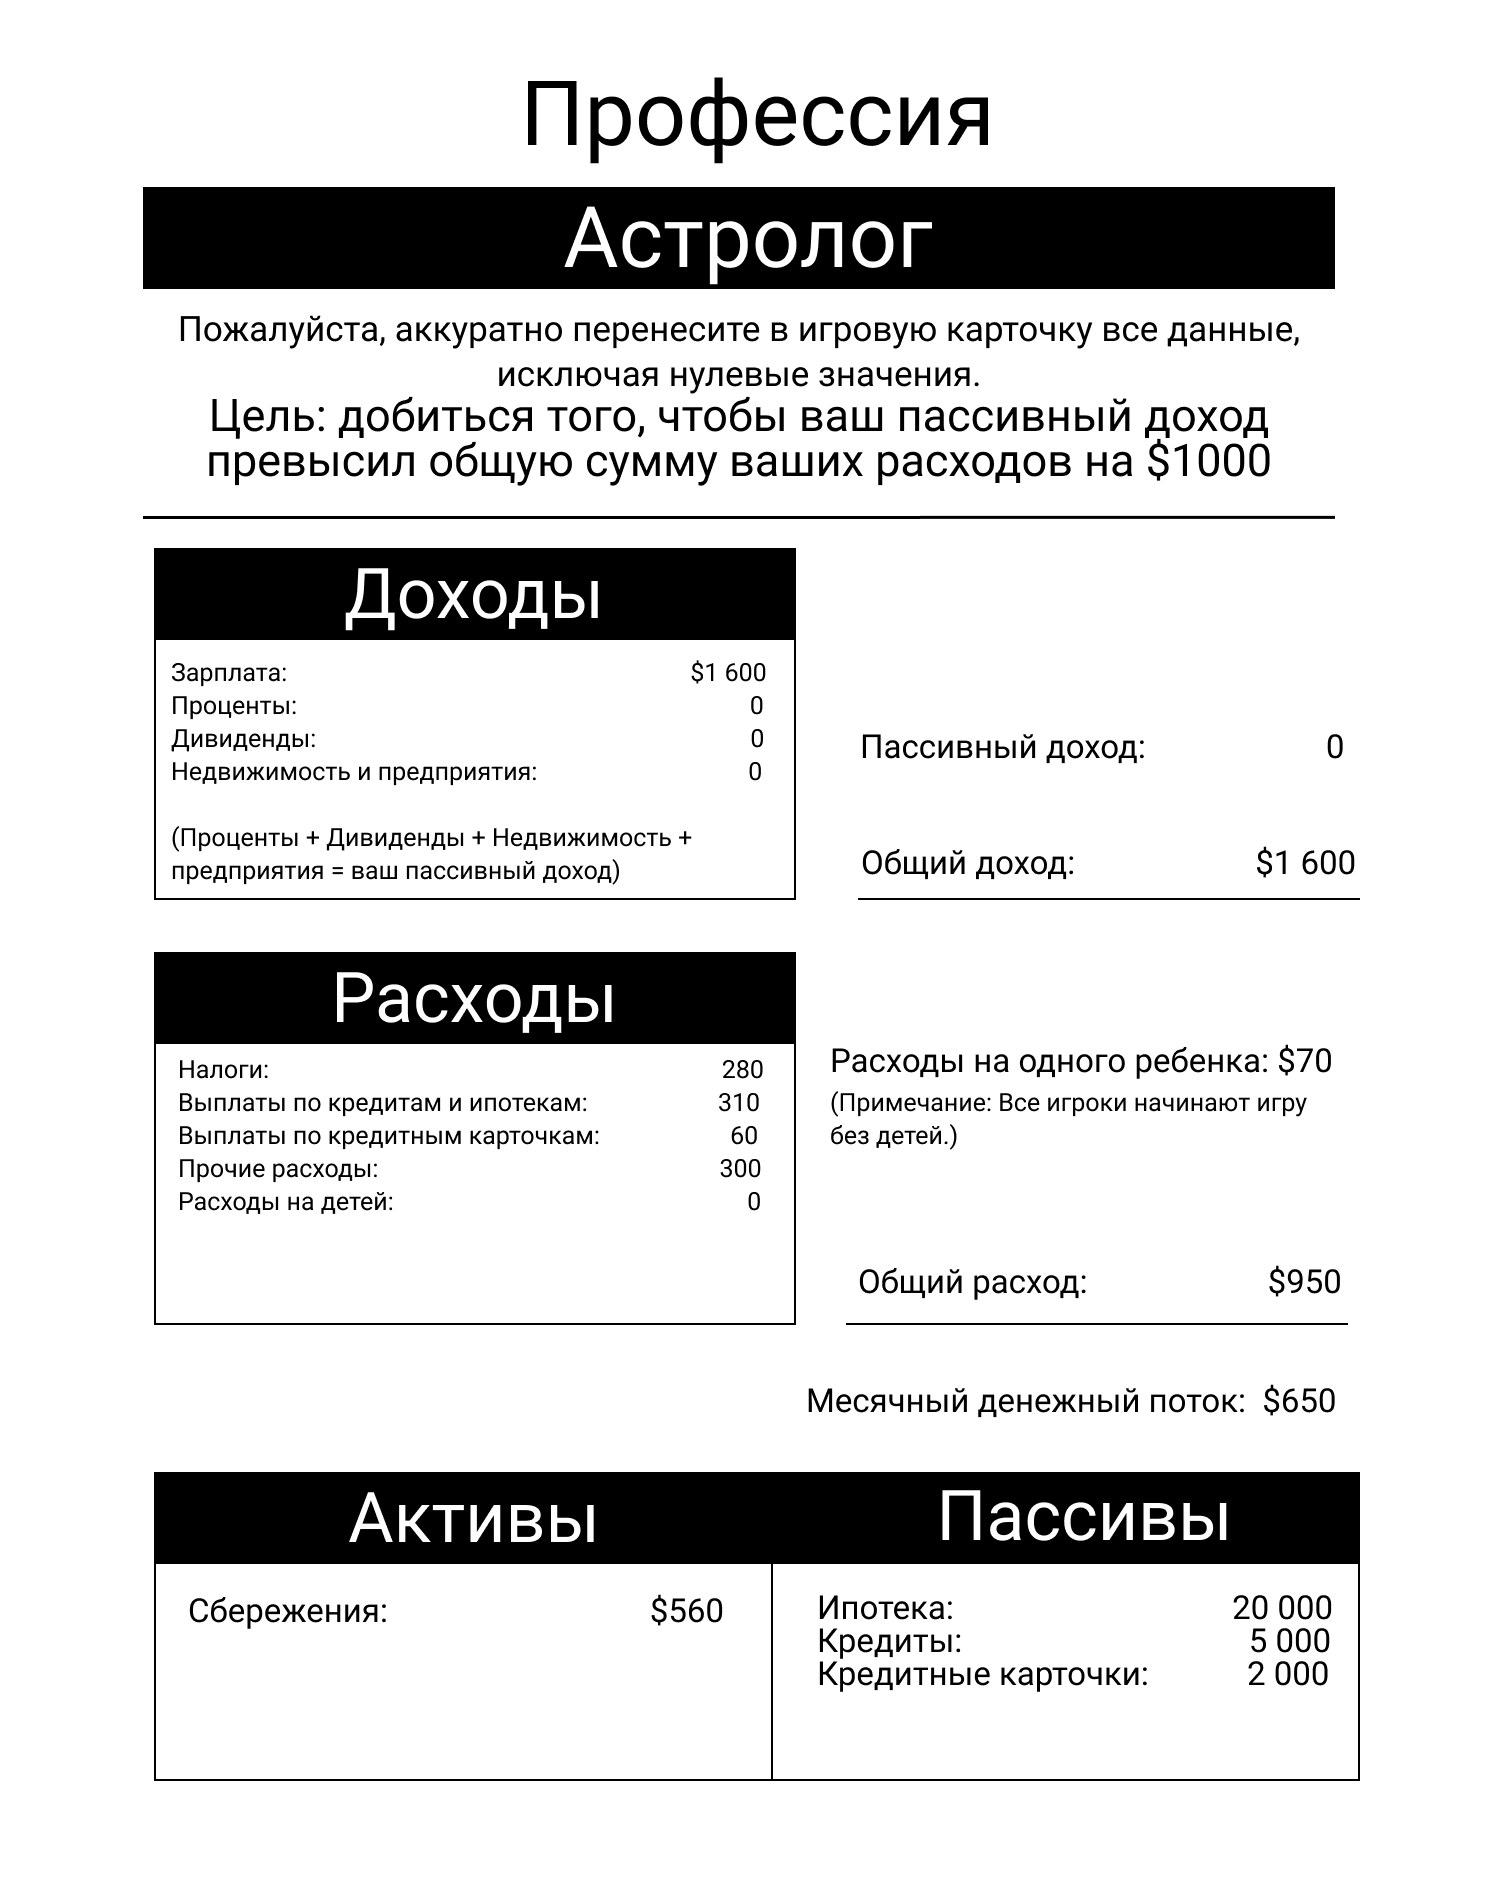 Профессия
Астролог
Пожалуйста, аккуратно перенесите в игровую карточку все данные,
исключая нулевые значения.
Цель: добиться того, чтобы ваш пассивный доход
превысил общую сумму ваших расходов на $1000
Доходы
Зарплата: $1 600
Проценты: 0
Дивиденды: 0
Недвижимость и предприятия: 0
(Проценты + Дивиденды + Недвижимость +
предприятия = ваш пассивный доход)
Пассивный доход: 0
Общий доход: $1 600
Расходы
Налоги: 280
Выплаты по кредитам и ипотекам: 310
Выплаты по кредитным карточкам: 60
Прочие расходы: 300
Расходы на детей: 0
Расходы на одного ребенка: $70
(Примечание: Все игроки начинают игру
без детей.)
Общий расход: $950
Месячный денежный поток: $650
Активы
Сбережения: $560
Пассивы
Ипотека: 20 000
Кредиты: 5 000
Кредитные карточки: 2 000